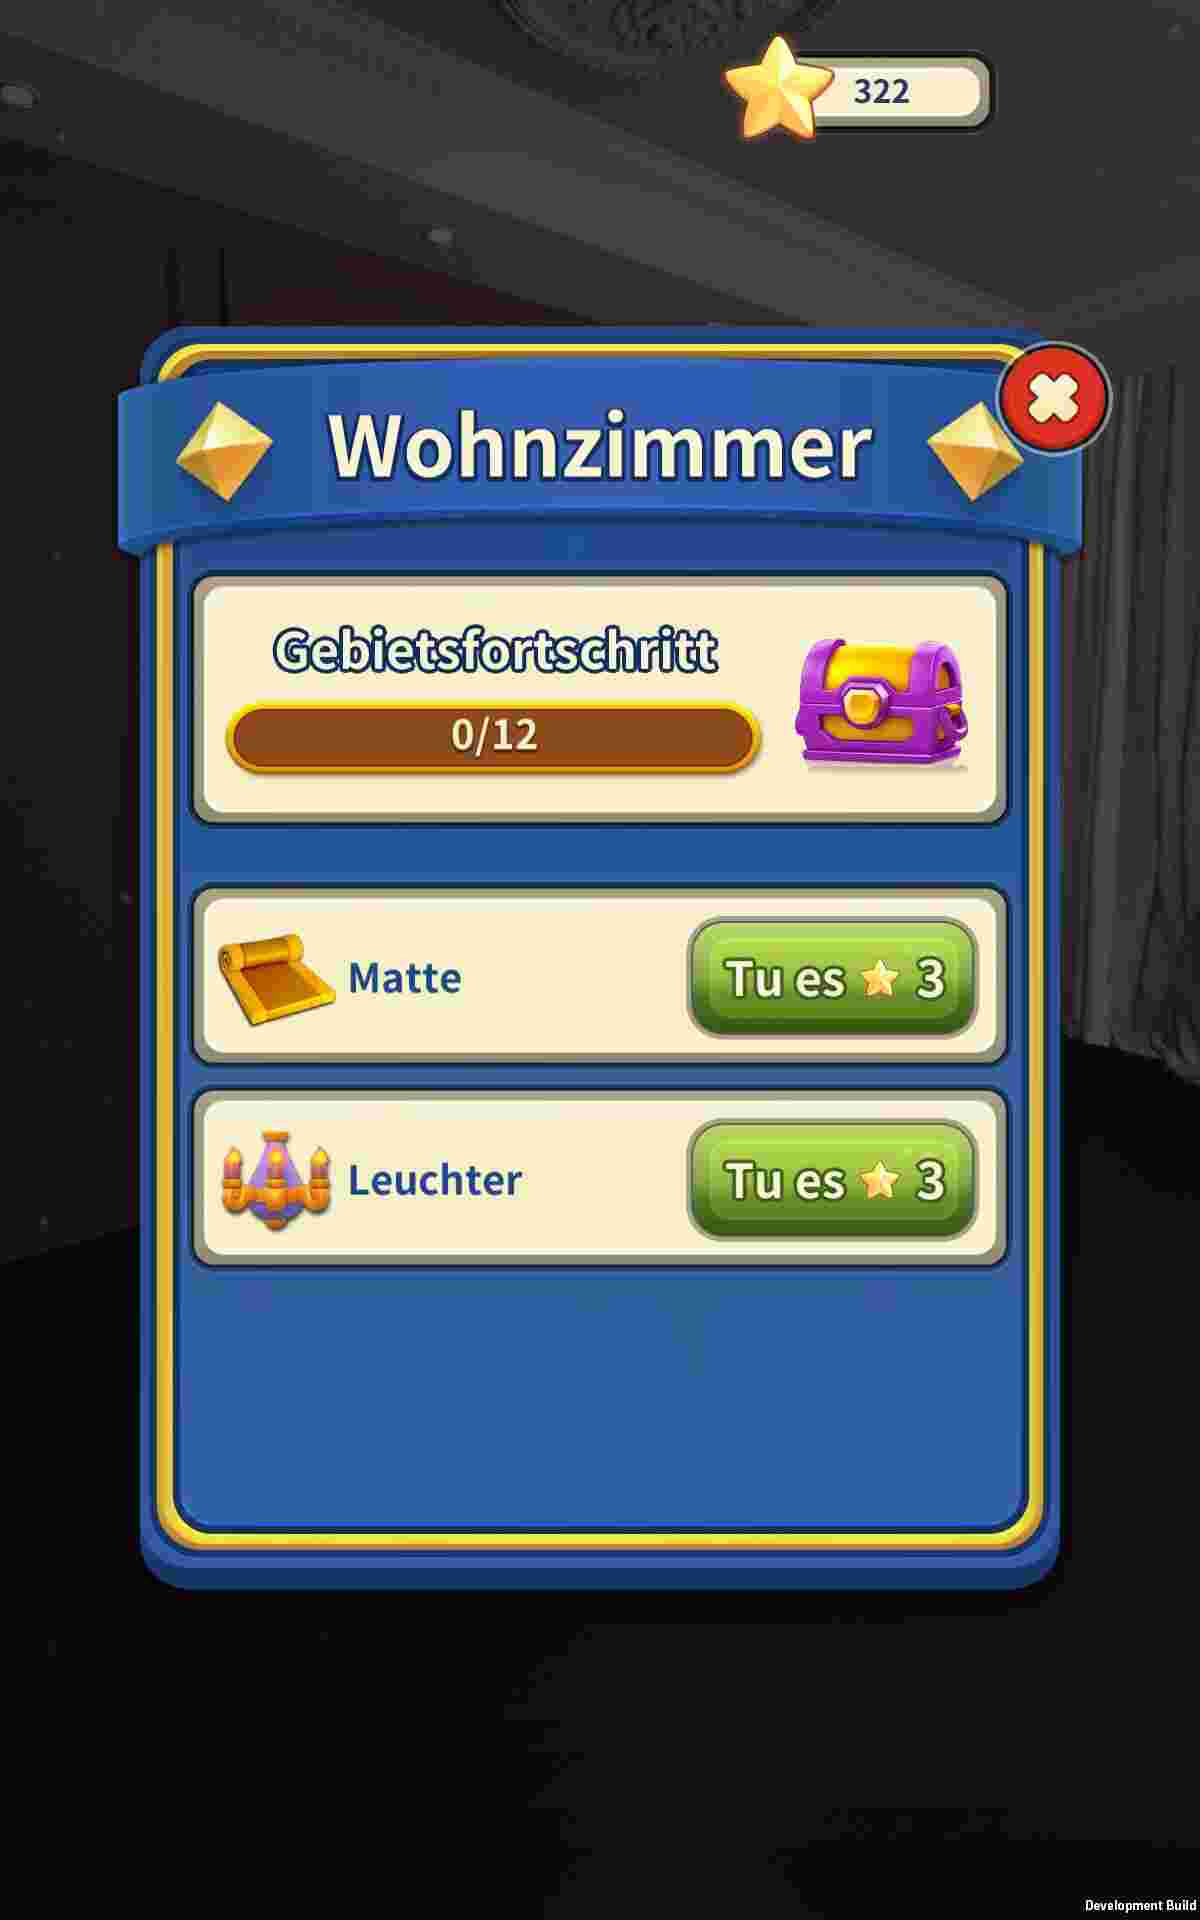 322
Wohnzimmer
Gebietsfortschritt
0/12
Matte
Tu es 3
Leuchter
Tu es 3
Development Build